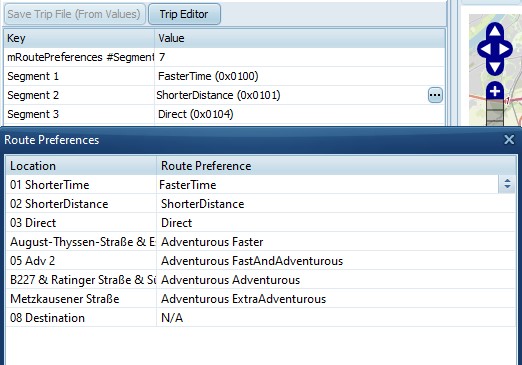 Save Trip File (From Values) Trip Editor
Key Value
mRoutePreferences #Segment 7
Segment 1 FasterTime (0x0100)
Segment 2 ShorterDistance (0x0101) ...
Segment 3 Direct (0x0104)
Route Preferences
Location Route Preference
01 ShorterTime FasterTime
02 ShorterDistance ShorterDistance
03 Direct Direct
August-Thyssen-Straße & E Adventurous Faster
05 Adv 2 Adventurous FastAndAdventurous
B227 & Ratinger Straße & Sü Adventurous Adventurous
Metzkausener Straße Adventurous ExtraAdventurous
08 Destination N/A